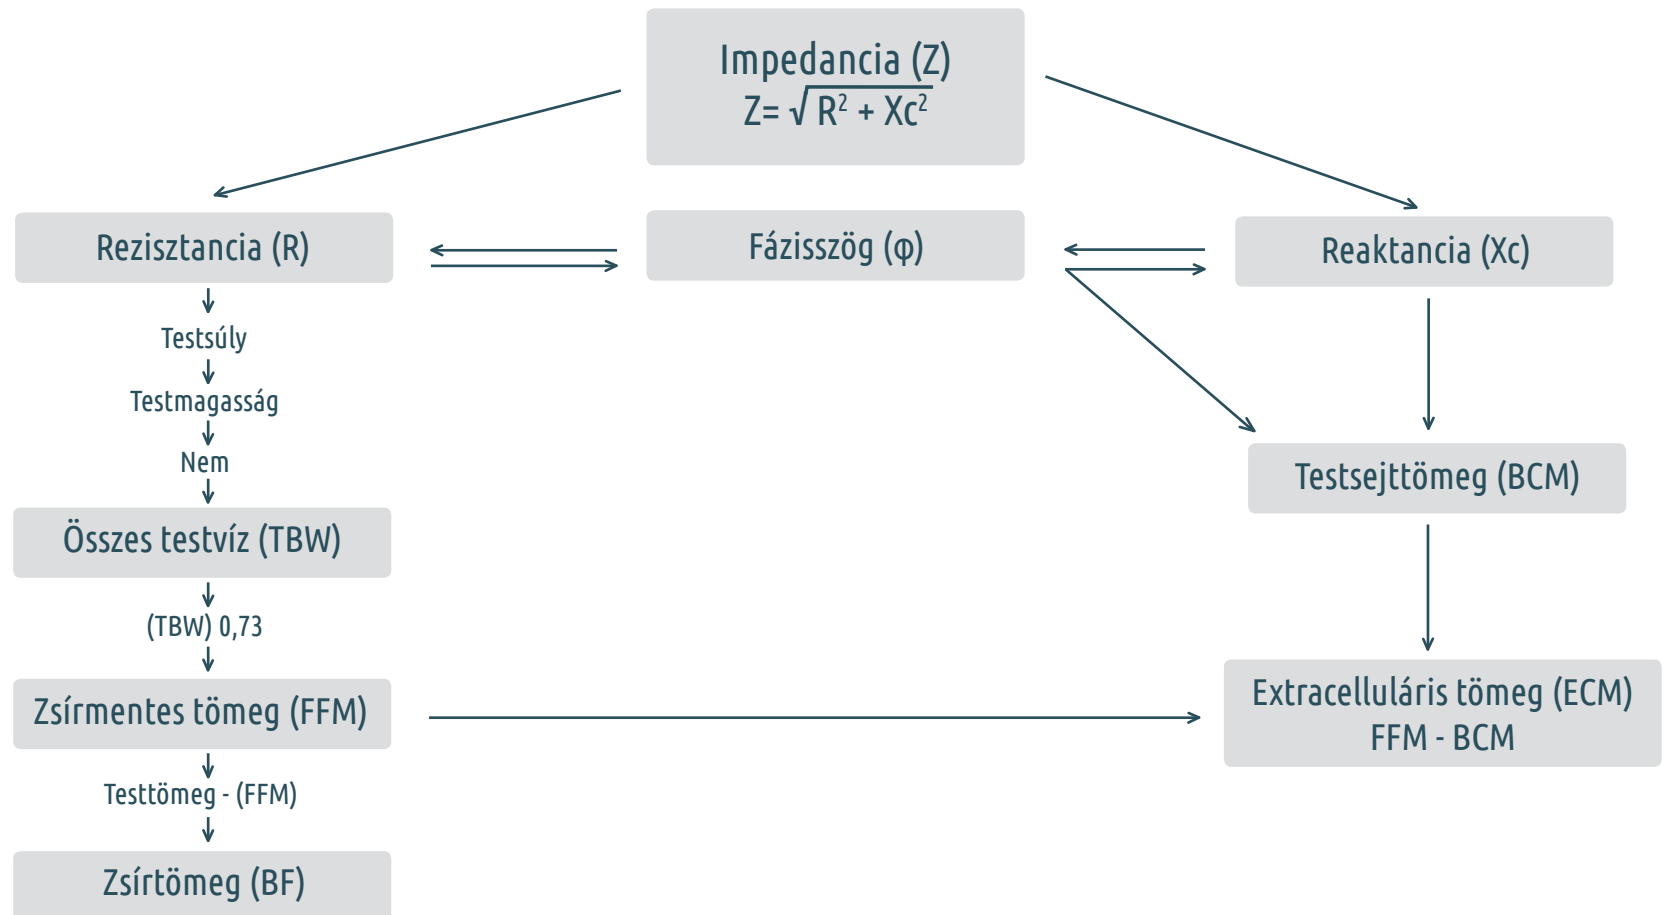 Impedancia (Z)
Z= √ R² + Xc²
Rezisztancia (R)
Fázisszög (φ)
Reaktancia (Xc)
Testsúly
Testmagasság
Nem
Összes testvíz (TBW)
(TBW) 0,73
Zsírmentes tömeg (FFM)
Testtömeg - (FFM)
Zsírtömeg (BF)
Testsejttömeg (BCM)
Extracelluláris tömeg (ECM)
FFM - BCM